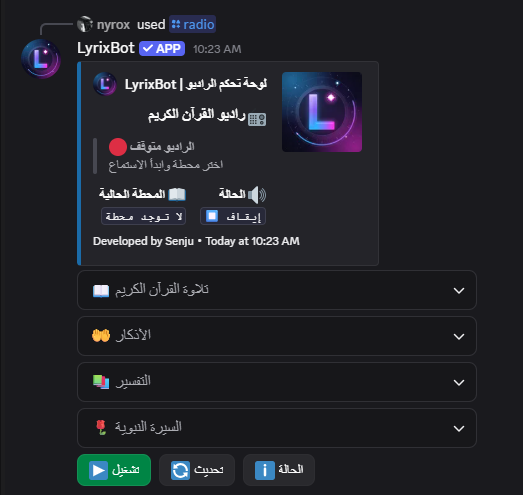 nyrox used radio
LyrixBot APP 10:23 AM
LyrixBot | لوحة تحكم الراديو
راديو القرآن الكريم
الراديو متوقف
اختر محطة وابدأ الاستماع
الحالة
إيقاف
المحطة الحالية
لا توجد محطة
Developed by Senju • Today at 10:23 AM
تلاوة القرآن الكريم
الأذكار
التفسير
السيرة النبوية
تشغيل
تحديث
الحالة